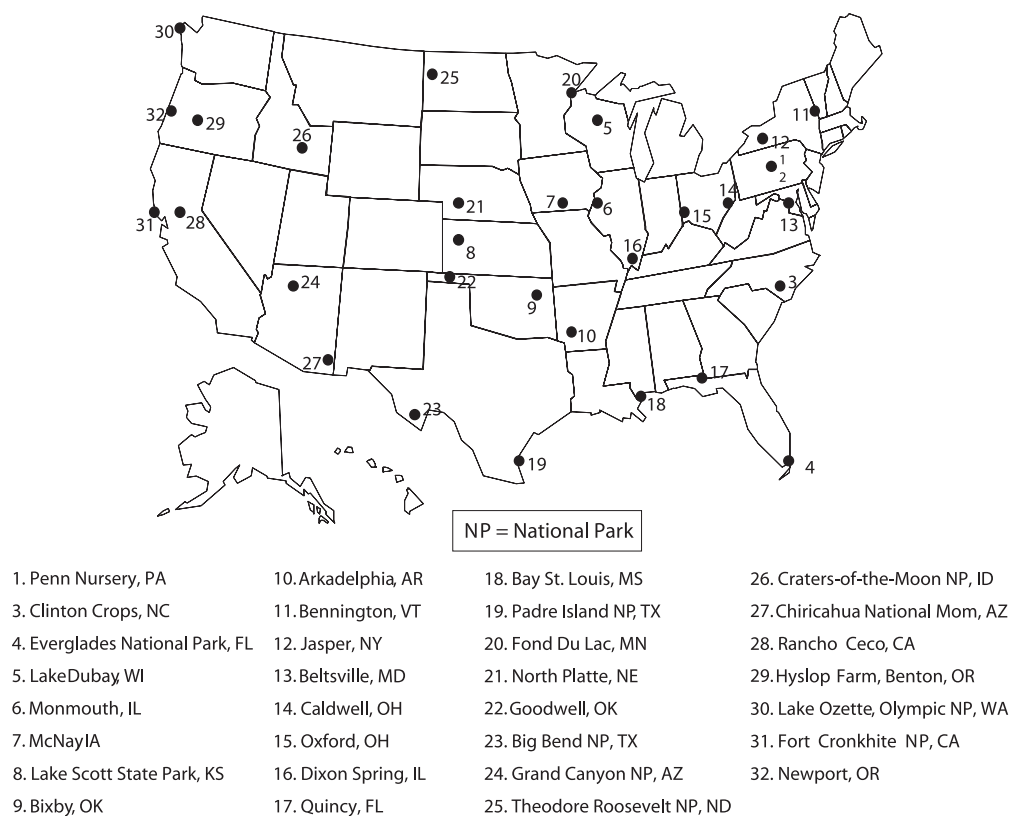 30
25
20
32
29
5
11
26
12
1
2
21
7
6
14
31
28
15
13
8
16
24
22
3
9
10
27
17
23
18
19
4
NP = National Park
1. Penn Nursery, PA
3. Clinton Crops, NC
4. Everglades National Park, FL
5. LakeDubay, WI
6. Monmouth, IL
7. McNayIA
8. Lake Scott State Park, KS
9. Bixby, OK
10. Arkadelphia, AR
11. Bennington, VT
12. Jasper, NY
13. Beltsville, MD
14. Caldwell, OH
15. Oxford, OH
16. Dixon Spring, IL
17. Quincy, FL
18. Bay St. Louis, MS
19. Padre Island NP, TX
20. Fond Du Lac, MN
21. North Platte, NE
22. Goodwell, OK
23. Big Bend NP, TX
24. Grand Canyon NP, AZ
25. Theodore Roosevelt NP, ND
26. Craters-of-the-Moon NP, ID
27. Chiricahua National Mom, AZ
28. Rancho Ceco, CA
29. Hyslop Farm, Benton, OR
30. Lake Ozette, Olympic NP, WA
31. Fort Cronkhite NP, CA
32. Newport, OR